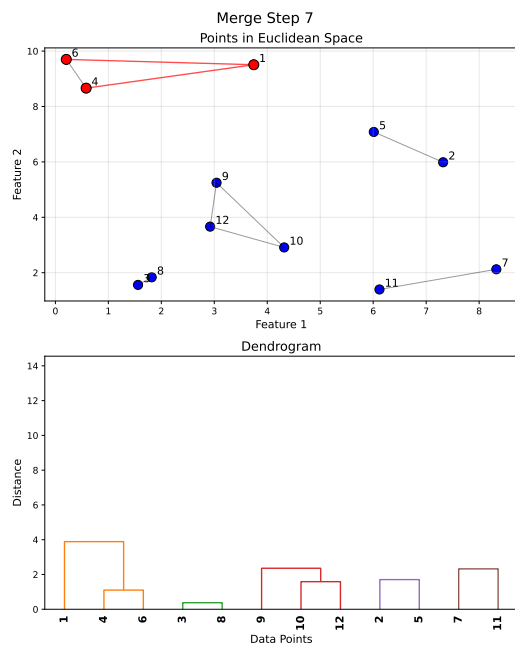 Merge Step 7
Points in Euclidean Space
10
8
6
4
2
Feature 2
6
1
4
5
2
9
12
10
3
8
7
11
0 1 2 3 4 5 6 7 8
Feature 1
Dendrogram
14
12
10
8
6
4
2
0
Distance
1 4 6 3 8 9 10 12 2 5 7 11
Data Points